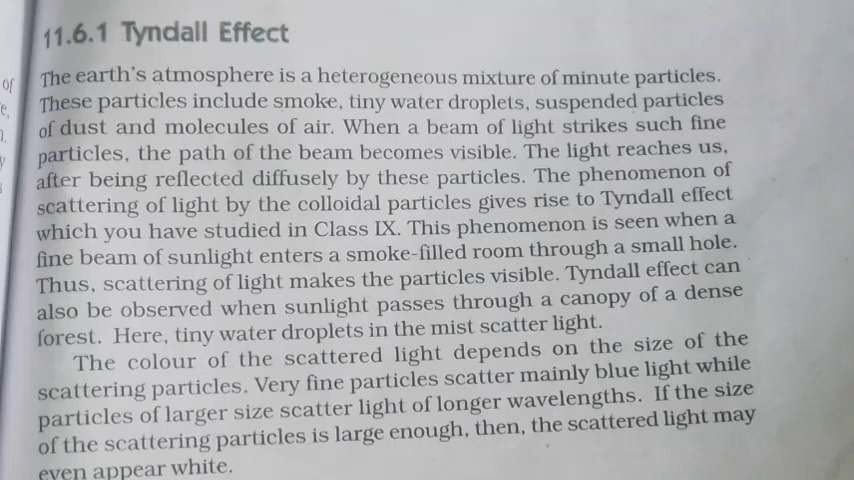 11.6.1 Tyndall Effect
The earth's atmosphere is a heterogeneous mixture of minute particles.
These particles include smoke, tiny water droplets, suspended particles
of dust and molecules of air. When a beam of light strikes such fine
particles, the path of the beam becomes visible. The light reaches us,
after being reflected diffusely by these particles. The phenomenon of
scattering of light by the colloidal particles gives rise to Tyndall effect
which you have studied in Class IX. This phenomenon is seen when a
fine beam of sunlight enters a smoke-filled room through a small hole.
Thus, scattering of light makes the particles visible. Tyndall effect can
also be observed when sunlight passes through a canopy of a dense
forest. Here, tiny water droplets in the mist scatter light.
The colour of the scattered light depends on the size of the
scattering particles. Very fine particles scatter mainly blue light while
particles of larger size scatter light of longer wavelengths. If the size
of the scattering particles is large enough, then, the scattered light may
even appear white.